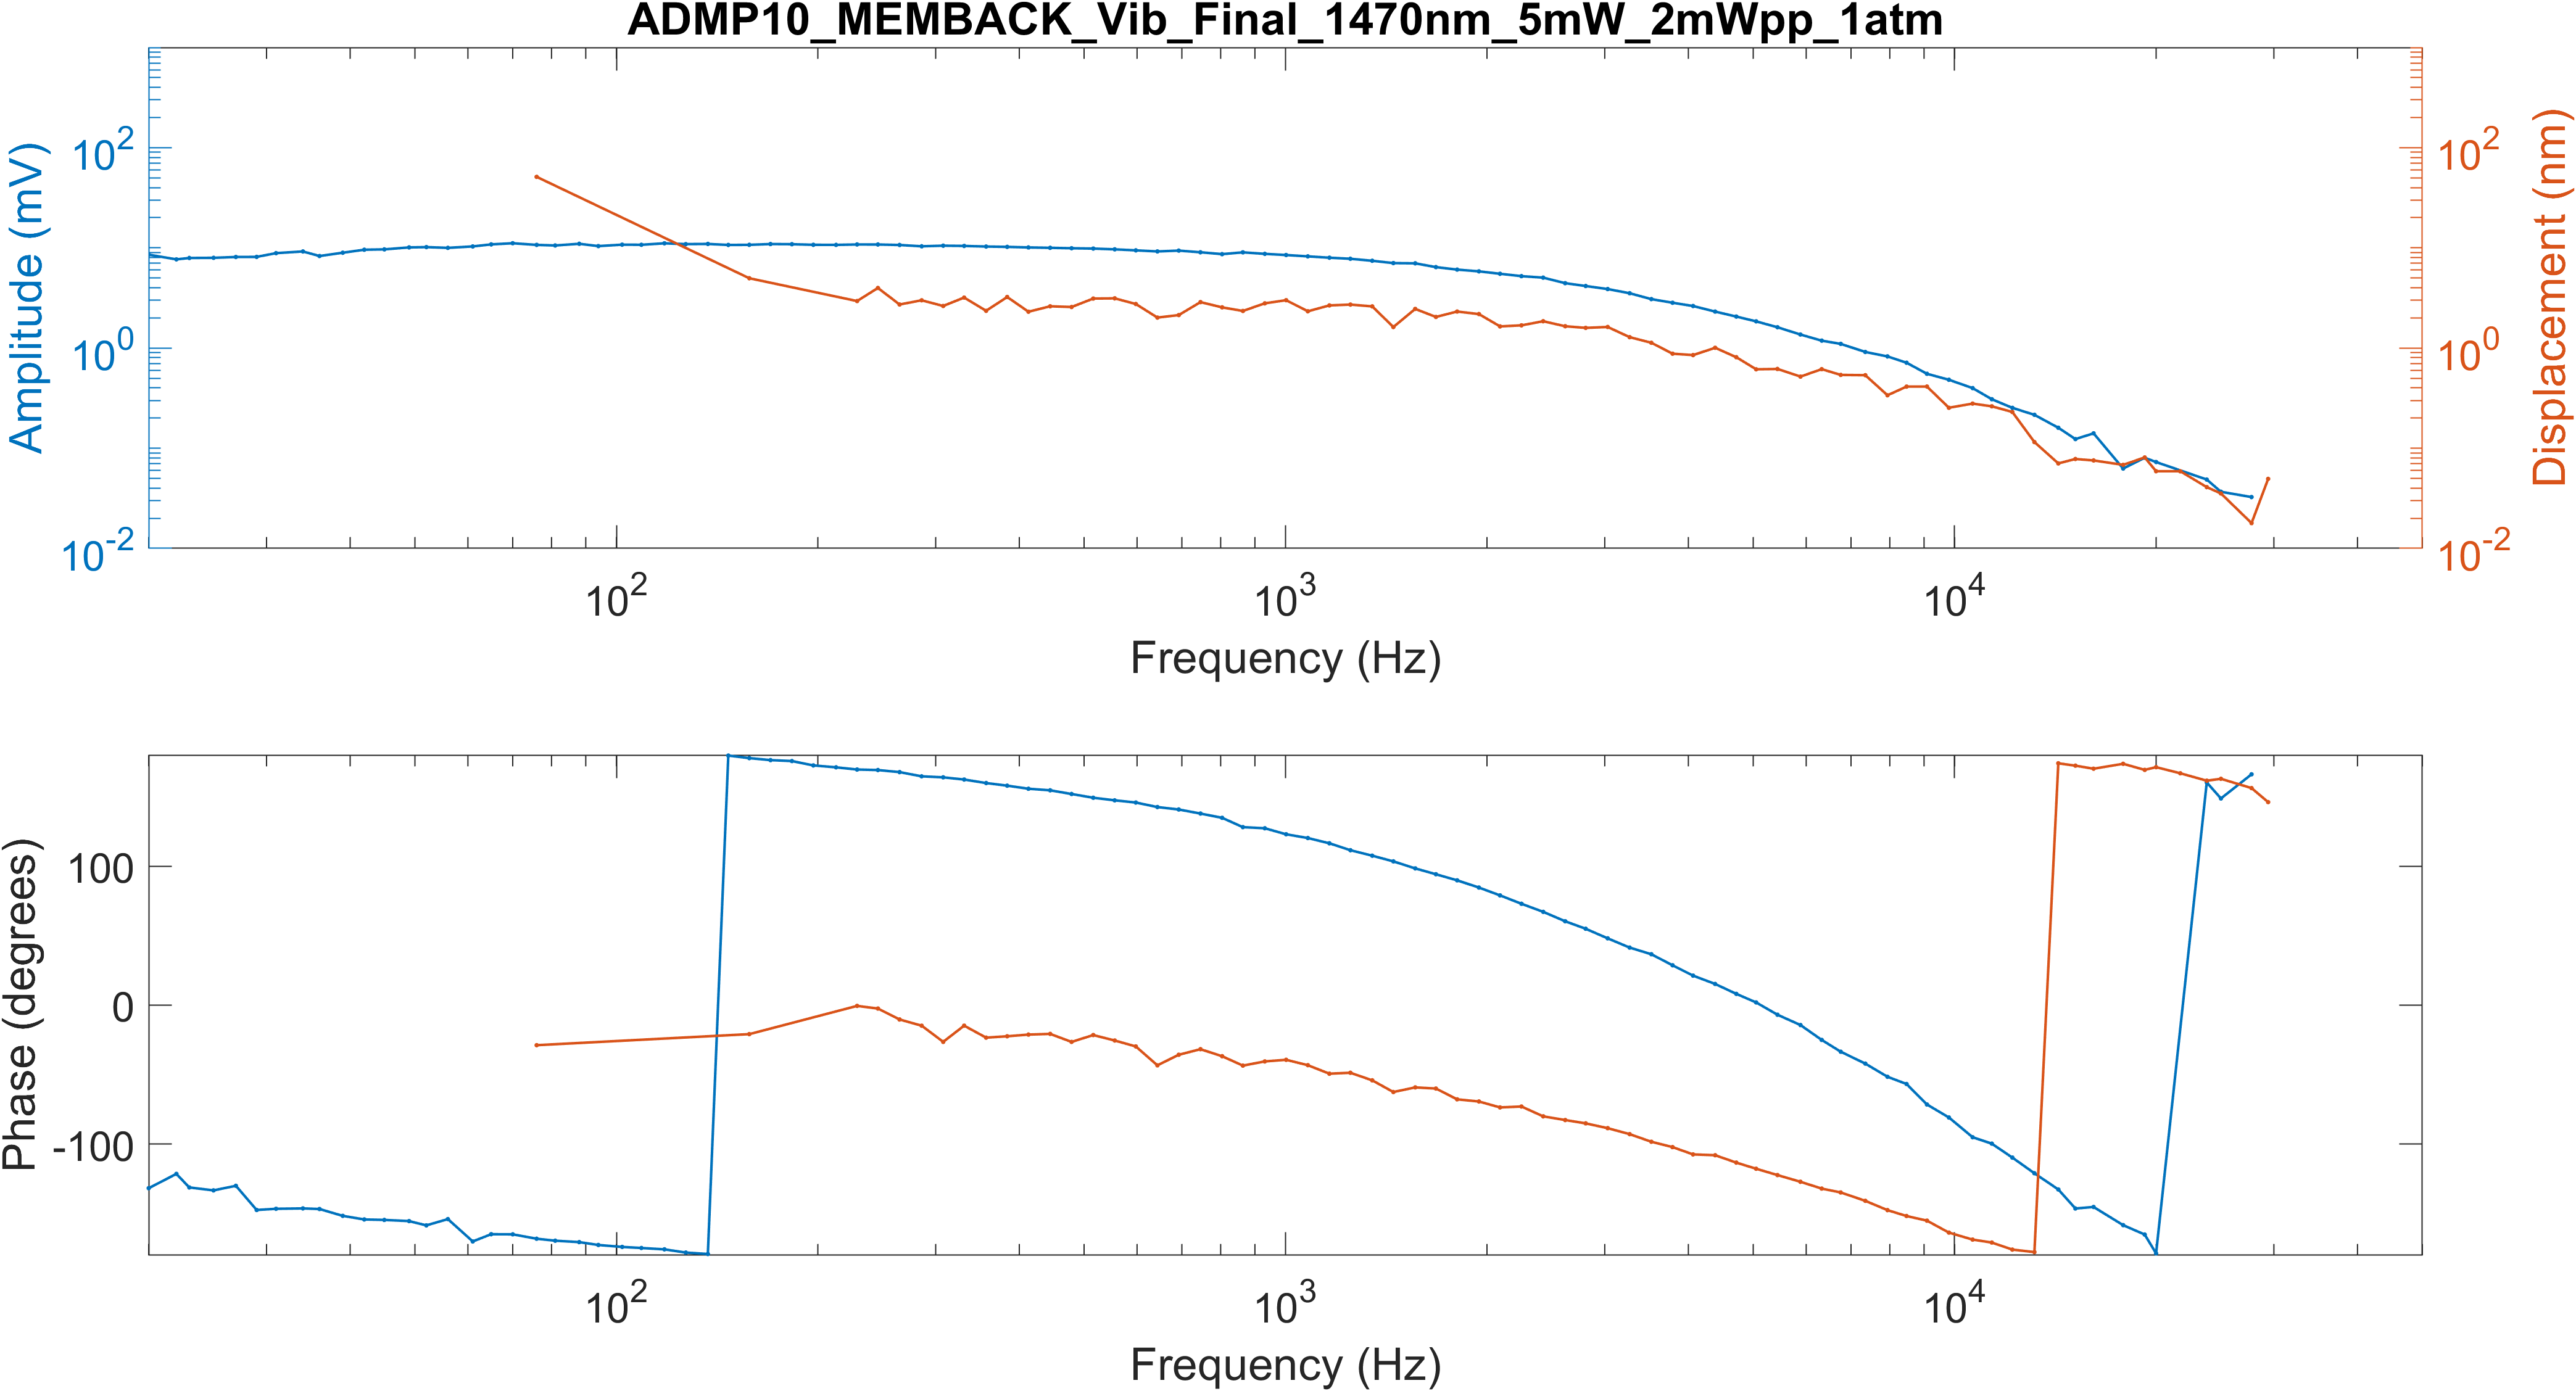 ADMP10_MEMBACK_Vib_Final_1470nm_5mW_2mWpp_1atm
Amplitude (mV)
10^2
10^0
10^-2
Displacement (nm)
10^2
10^0
10^-2
10^2
10^3
10^4
Frequency (Hz)
Phase (degrees)
100
0
-100
10^2
10^3
10^4
Frequency (Hz)